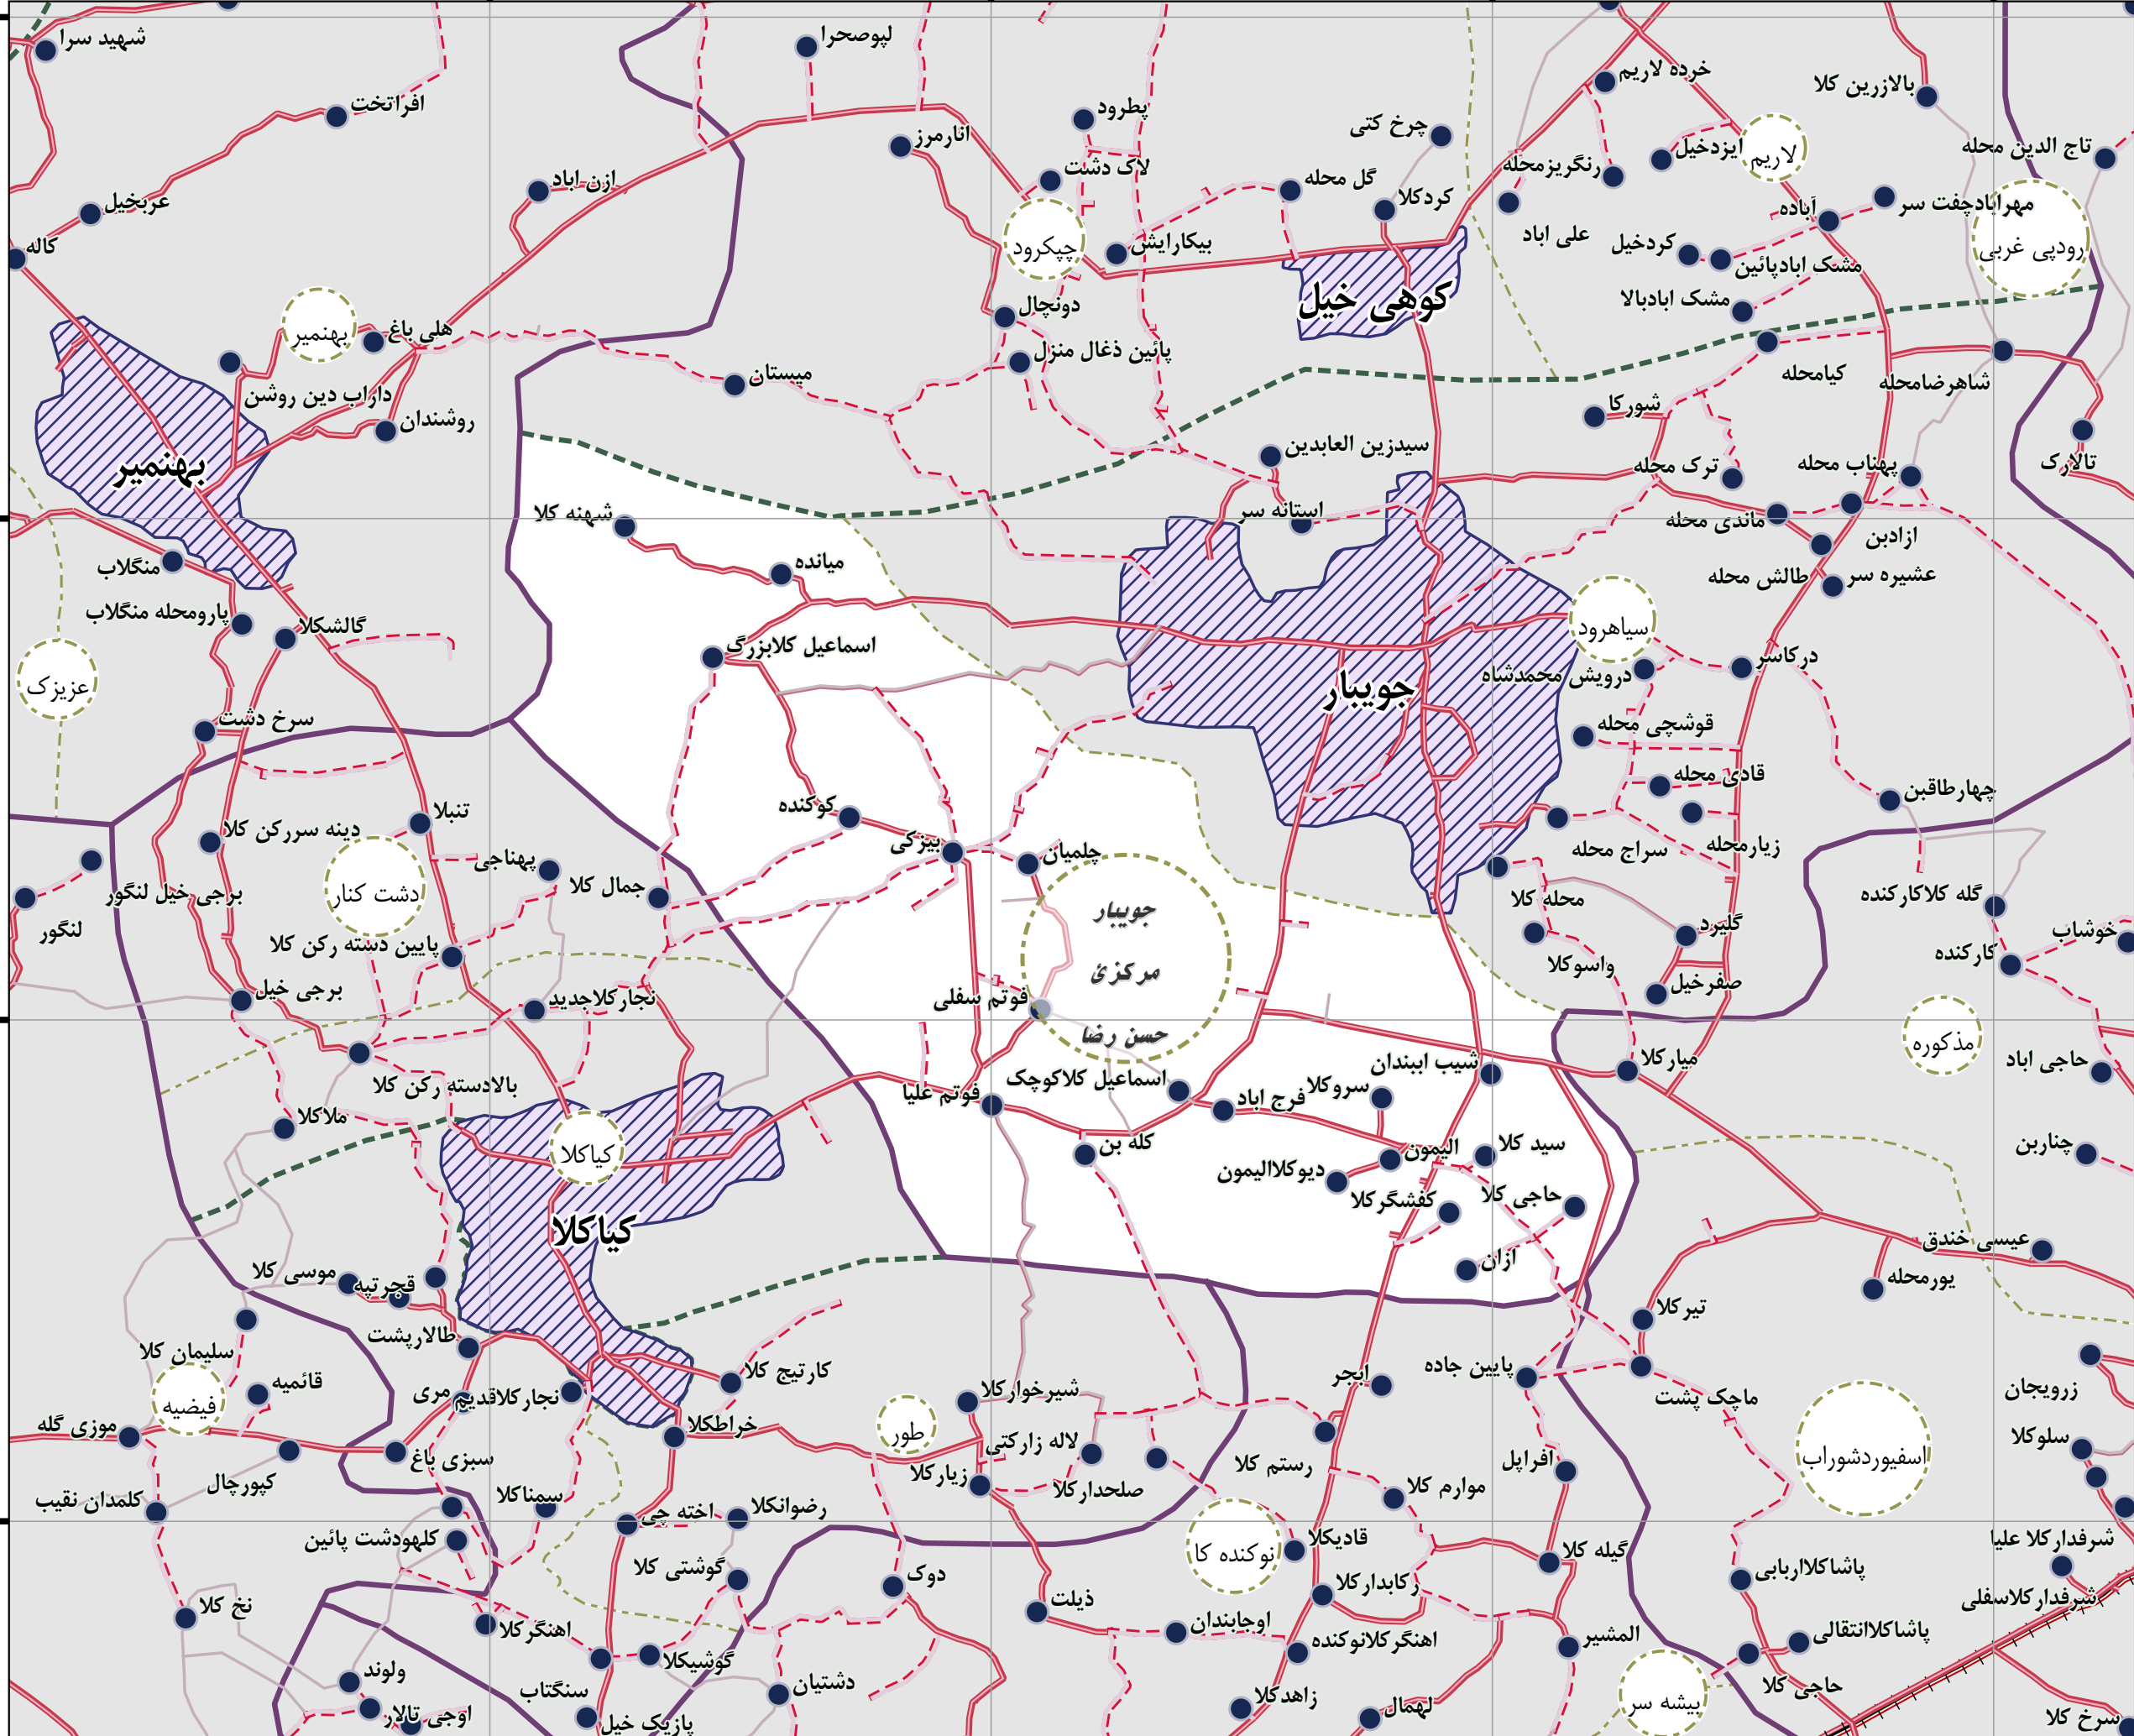 شهید سرا
لپوصحرا
خرده لاریم
بالازرین کلا
افراتخت
پطرود
چرخ کتی
انارمرز
ایزدخیل
لاریم
تاج الدین محله
لاک دشت
رنگریزمحله
ازن اباد
گل محله
کردکلا
عربخیل
آباده
مهرابادچفت سر
علی اباد
کاله
چپکرود
بیکارایش
کردخیل
مشک ابادپائین
رودپی غربی
کوهی خیل
مشک ابادبالا
دونچال
بهنمیر
هلی باغ
پائین ذغال منزل
میستان
کیامحله
شاهرضامحله
داراب دین روشن
روشندان
شورکا
سیدزین العابدین
بهنمیر
ترک محله
پهناب محله
تالارک
شهنه کلا
استانه سر
ماندی محله
ازادبن
منگلاب
میانده
طالش محله
عشیره سر
پارومحله منگلاب
گالشکلا
سیاهرود
اسماعیل کلابزرگ
درکاسر
عزیزک
جویبار
درویش محمدشاه
سرخ دشت
قوشچی محله
قادی محله
چهارطاقبن
کوکنده
تنبلا
دینه سررکن کلا
بیزکی
چلمیان
سراج محله
زیارمحله
پهناجی
جمال کلا
دشت کنار
برجی خیل لنگور
لنگور
محله کلا
گله کلاکارکنده
گلیرد
خوشاب
جویبار
مرکزئ
حسن رضا
پایین دسته رکن کلا
واسوکلا
کارکنده
صفرخیل
برجی خیل
نجارکلاجدید
فوتم سفلی
مذکوره
شیب ابیندان
میارکلا
حاجی اباد
بالادسته رکن کلا
فوتم علیا
اسماعیل کلاکوچک
فرج اباد
سروکلا
ملاکلا
کیاکلا
کله بن
الیمون
سید کلا
چناربن
دیوکلاالیمون
کفشگرکلا
حاجی کلا
کیاکلا
ازان
عیسی خندق
یورمحله
موسی کلا
قجرتپه
تیرکلا
طالارپشت
سلیمان کلا
کارتیج کلا
ابجر
پایین جاده
ماچک پشت
زرویجان
قائمیه
مری
نجارکلاقدیم
شیرخوارکلا
فیضیه
موزی گله
خراطکلا
طور
لاله زارکتی
رستم کلا
افراپل
اسفیوردشوراب
سلوکلا
سبزی باغ
کپورچال
زیارکلا
صلحدارکلا
موارم کلا
کلمدان نقیب
سمناکلا
اخته چی
رضوانکلا
کلهودشت پائین
نوکنده کا
قادیکلا
گیله کلا
شرفدارکلا علیا
گوشتی کلا
دوک
پاشاکلااربابی
شرفدارکلاسفلی
نخ کلا
ذیلت
رکابدارکلا
اهنگرکلا
اوجابندان
اهنگرکلانوکنده
المشیر
پاشاکلاانتقالی
گوشیکلا
ولوند
سنگتاب
دشتیان
بیشه سر
حاجی کلا
اوجی تالار
پازیک خیل
زاهدکلا
لهمال
سرخ کلا